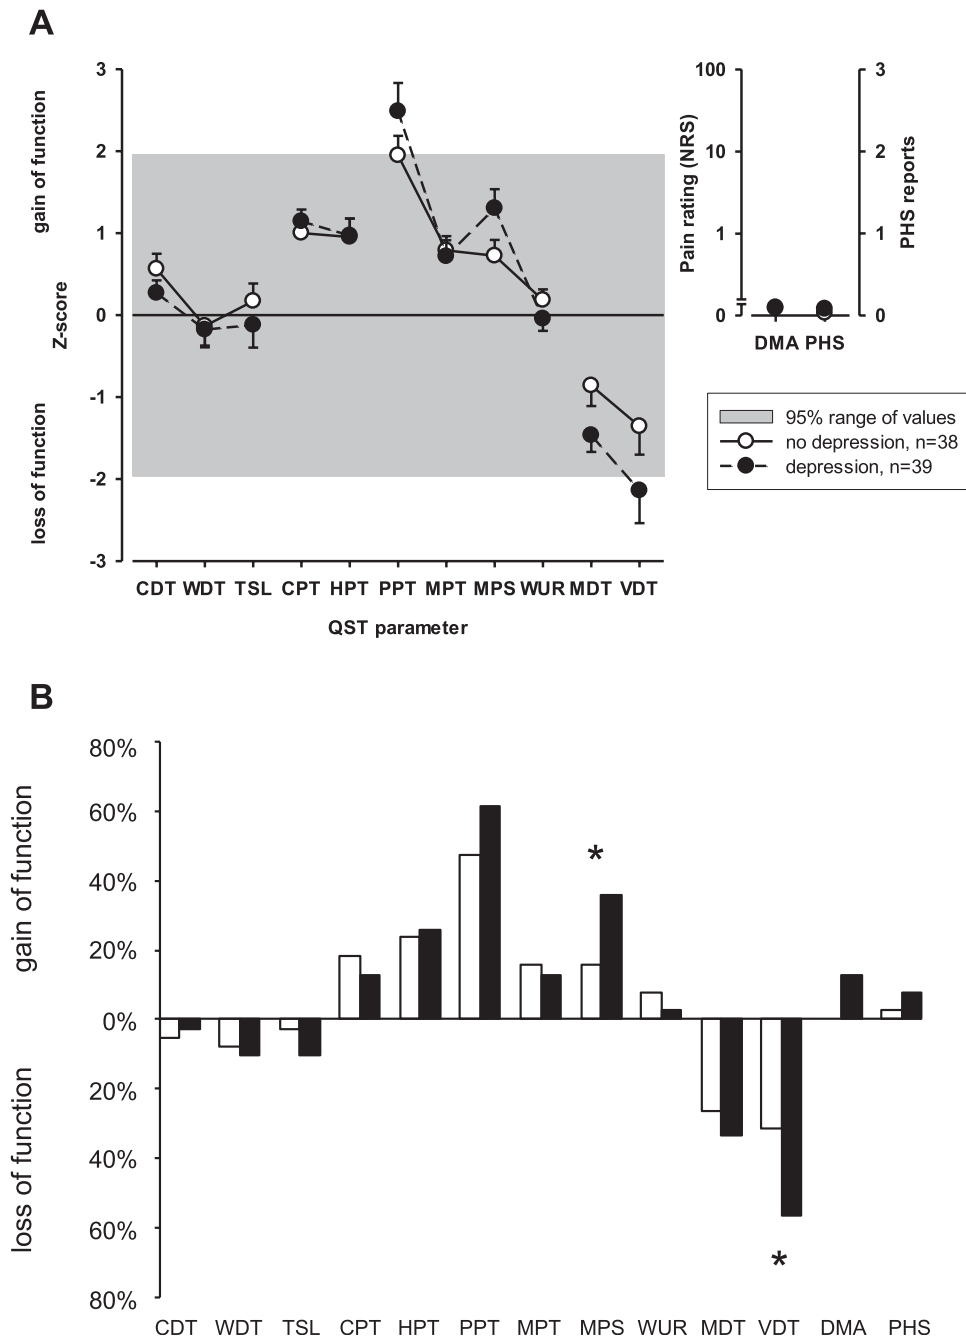 A
gain of function
loss of function
Z-score
3
2
1
0
-1
-2
-3
CDT WDT TSL CPT HPT PPT MPT MPS WUR MDT VDT
QST parameter
Pain rating (NRS)
100
10
1
0
3
2
1
0
PHS reports
DMA PHS
95% range of values
no depression, n=38
depression, n=39
B
gain of function
loss of function
80%
60%
40%
20%
0%
20%
40%
60%
80%
*
*
CDT WDT TSL CPT HPT PPT MPT MPS WUR MDT VDT DMA PHS